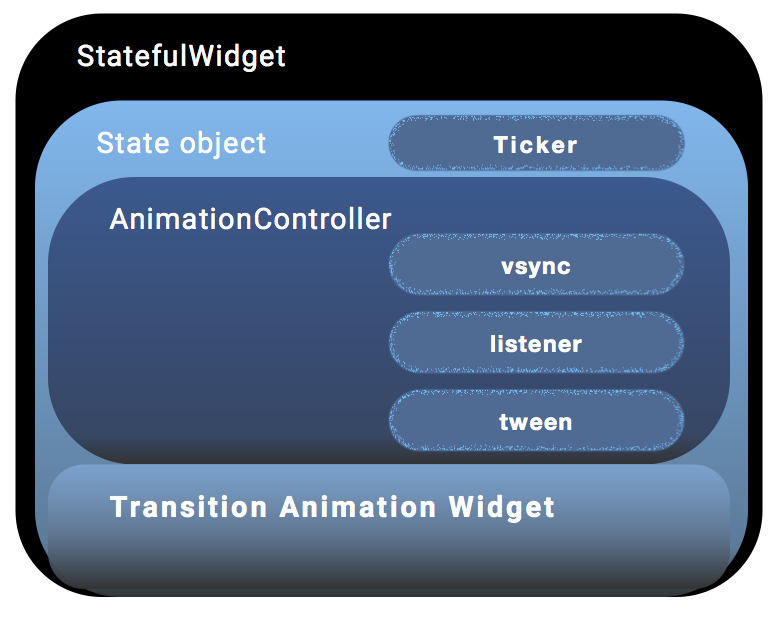 StatefulWidget
State object
Ticker
AnimationController
vsync
listener
tween
Transition Animation Widget